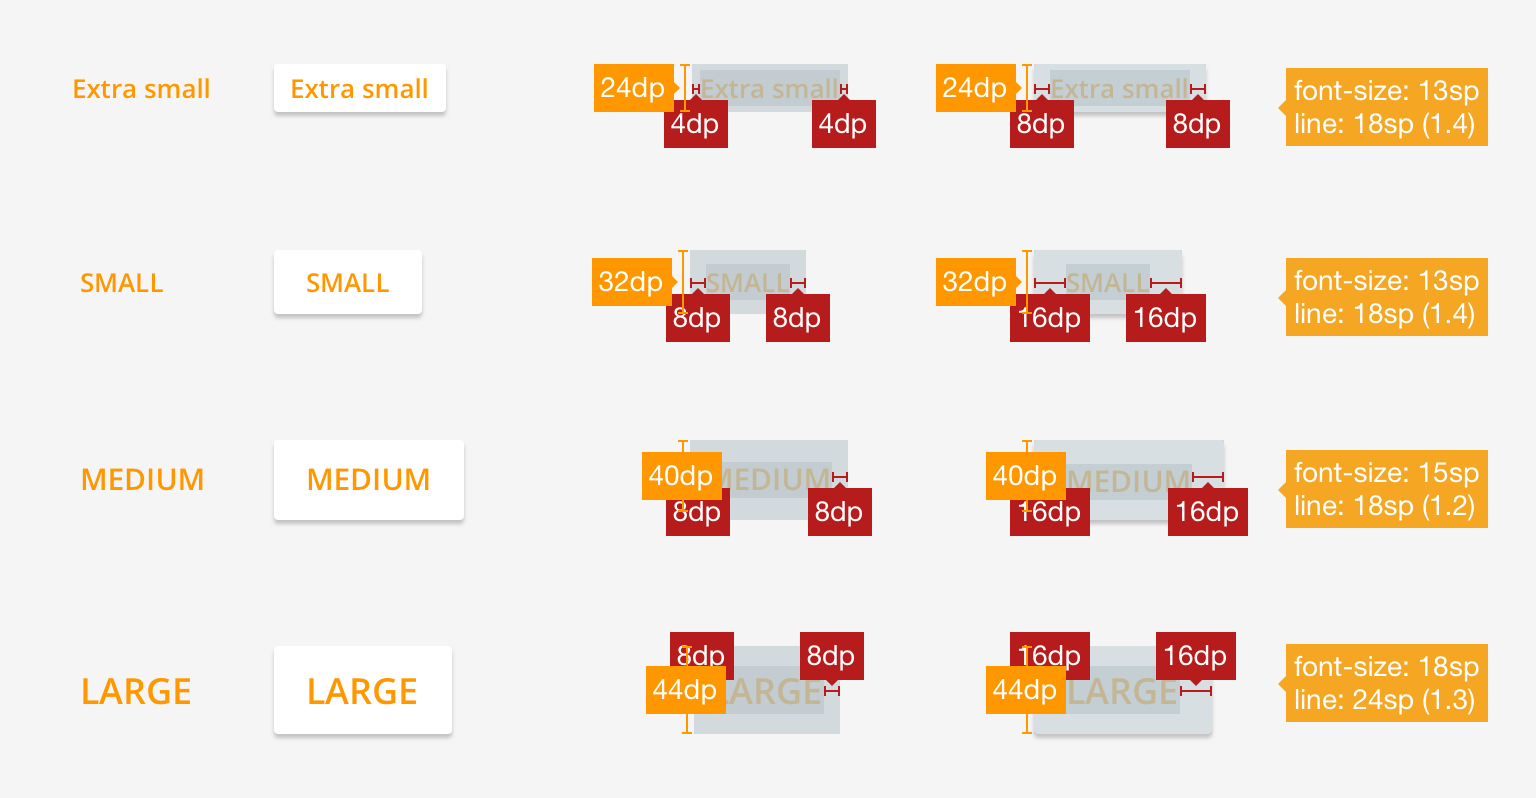 Extra small
Extra small
24dp
Extra small
4dp
4dp
24dp
Extra small
8dp
8dp
font-size: 13sp
line: 18sp (1.4)
SMALL
SMALL
32dp
SMALL
8dp
8dp
32dp
SMALL
16dp
16dp
font-size: 13sp
line: 18sp (1.4)
MEDIUM
MEDIUM
40dp
MEDIUM
8dp
8dp
40dp
MEDIUM
16dp
16dp
font-size: 15sp
line: 18sp (1.2)
LARGE
LARGE
8dp
8dp
44dp
LARGE
16dp
16dp
44dp
LARGE
font-size: 18sp
line: 24sp (1.3)